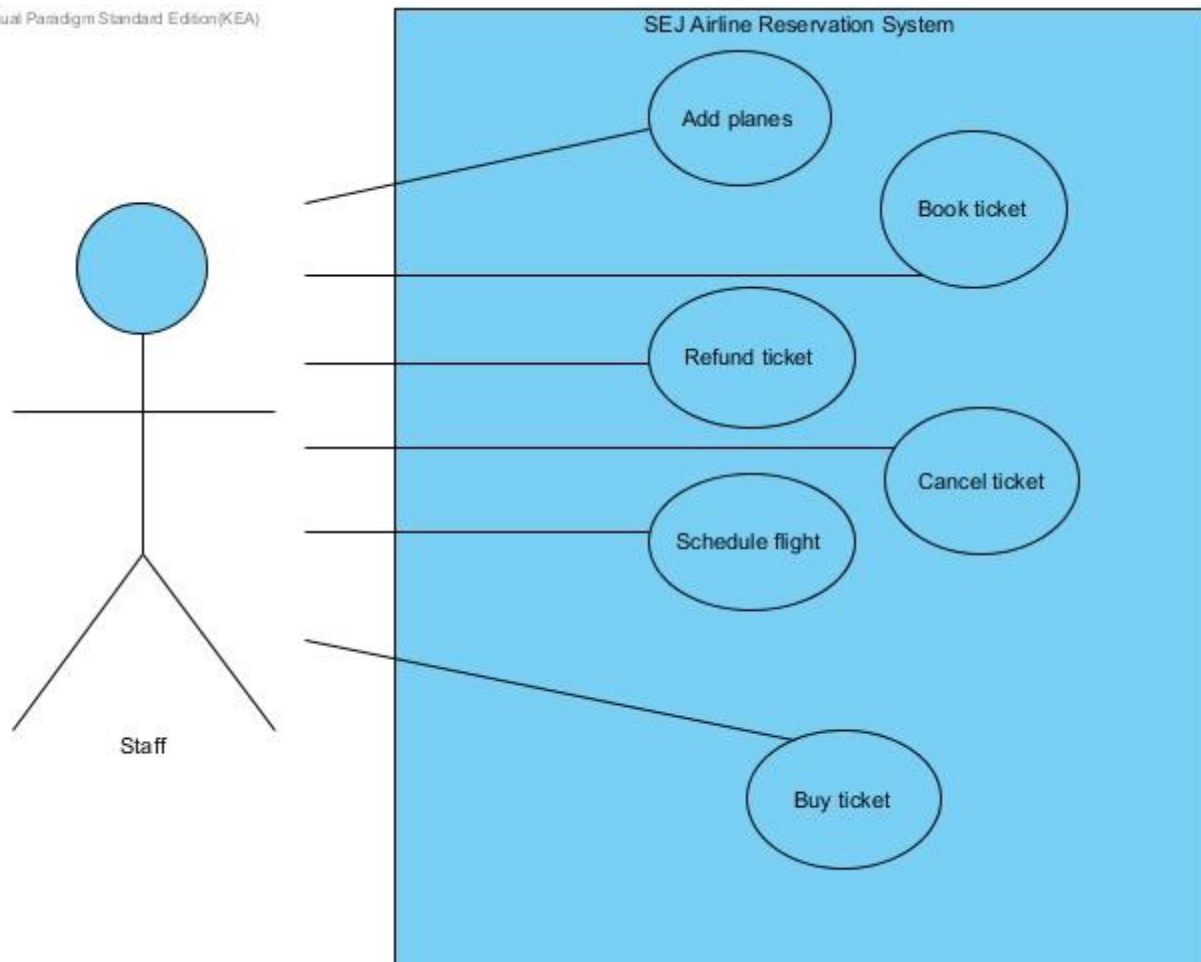 ual Paradigm Standard Edition(KEA)
SEJ Airline Reservation System
Add planes
Book ticket
Refund ticket
Cancel ticket
Schedule flight
Staff
Buy ticket